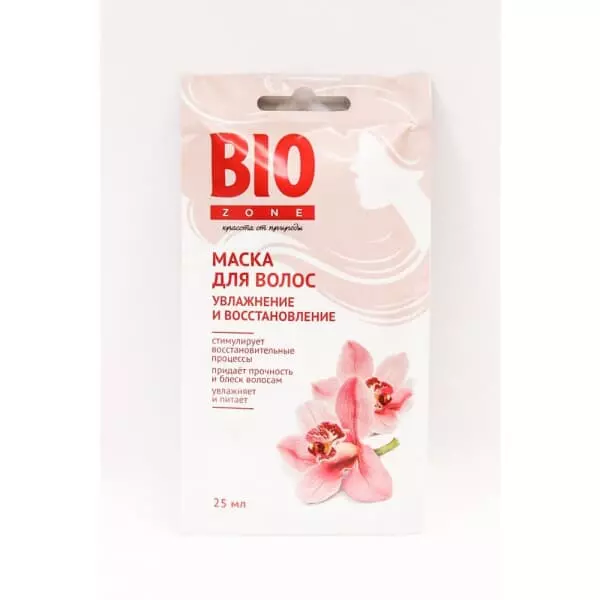 BIO
ZONE
красота от природы
МАСКА
ДЛЯ ВОЛОС
УВЛАЖНЕНИЕ
И ВОССТАНОВЛЕНИЕ
стимулирует
восстановительные
процессы
придаёт прочность
и блеск волосам
увлажняет
и питает
25 мл